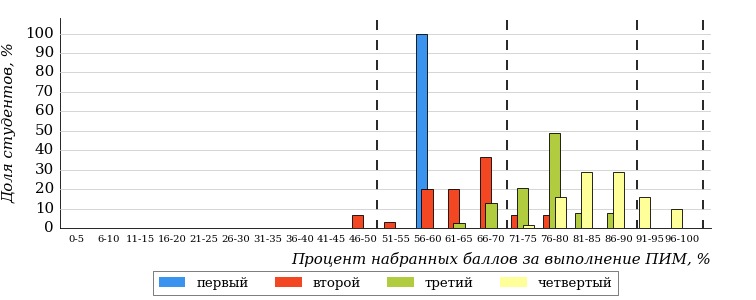 Доля студентов, %
100
90
80
70
60
50
40
30
20
10
0
0-5 6-10 11-15 16-20 21-25 26-30 31-35 36-40 41-45 46-50 51-55 56-60 61-65 66-70 71-75 76-80 81-85 86-90 91-95 96-100
Процент набранных баллов за выполнение ПИМ, %
первый второй третий четвертый